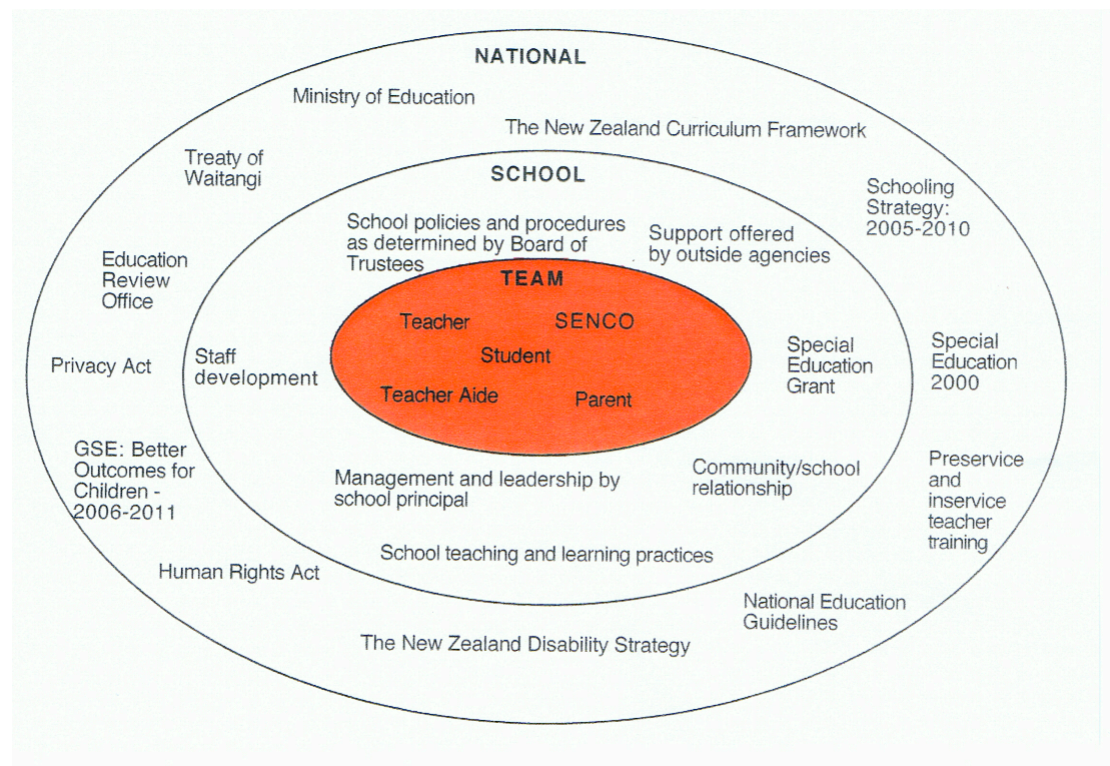 NATIONAL
Ministry of Education
The New Zealand Curriculum Framework
Treaty of
Waitangi
Schooling
Strategy:
2005-2010
Education
Review
Office
Privacy Act
Special
Education
2000
GSE: Better
Outcomes for
Children -
2006-2011
Preservice
and
inservice
teacher
training
Human Rights Act
National Education
Guidelines
The New Zealand Disability Strategy
SCHOOL
School policies and procedures
as determined by Board of
Trustees
Support offered
by outside agencies
Staff
development
Special
Education
Grant
Management and leadership by
school principal
Community/school
relationship
School teaching and learning practices
TEAM
Teacher
SENCO
Student
Teacher Aide
Parent